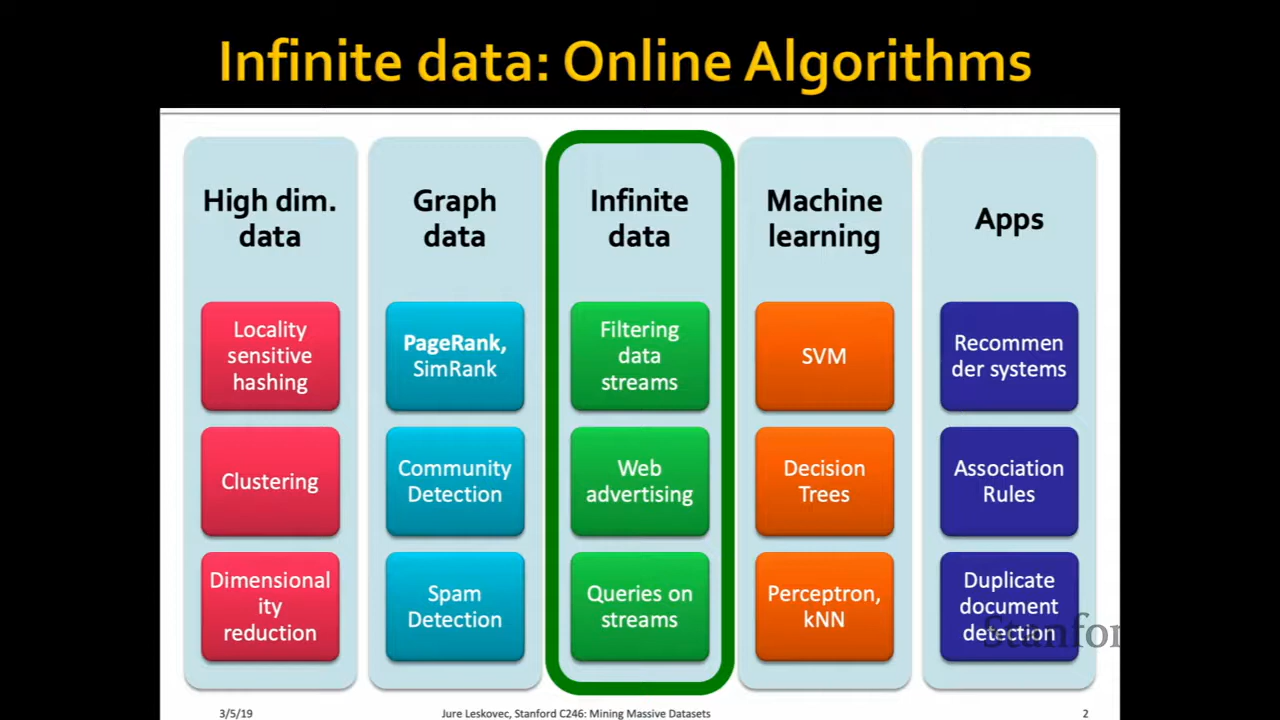 Infinite data: Online Algorithms
High dim.
data
Locality
sensitive
hashing
Clustering
Dimensional
ity
reduction
Graph
data
PageRank,
SimRank
Community
Detection
Spam
Detection
Infinite
data
Filtering
data
streams
Web
advertising
Queries on
streams
Machine
learning
SVM
Decision
Trees
Perceptron,
kNN
Apps
Recommen
der systems
Association
Rules
Duplicate
document
detection
Stanfor
3/5/19
Jure Leskovec, Stanford C246: Mining Massive Datasets
2